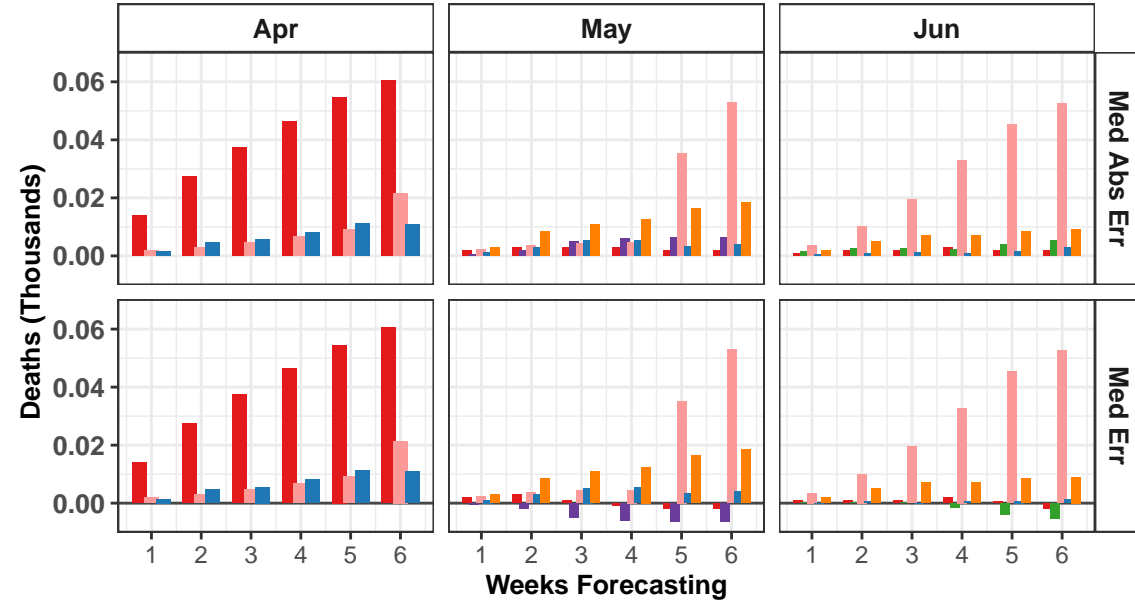 Apr May Jun
0.06
0.04
0.02
0.00
Med Abs Err
0.06
0.04
0.02
0.00
Med Err
Deaths (Thousands)
1 2 3 4 5 6 1 2 3 4 5 6 1 2 3 4 5 6
Weeks Forecasting